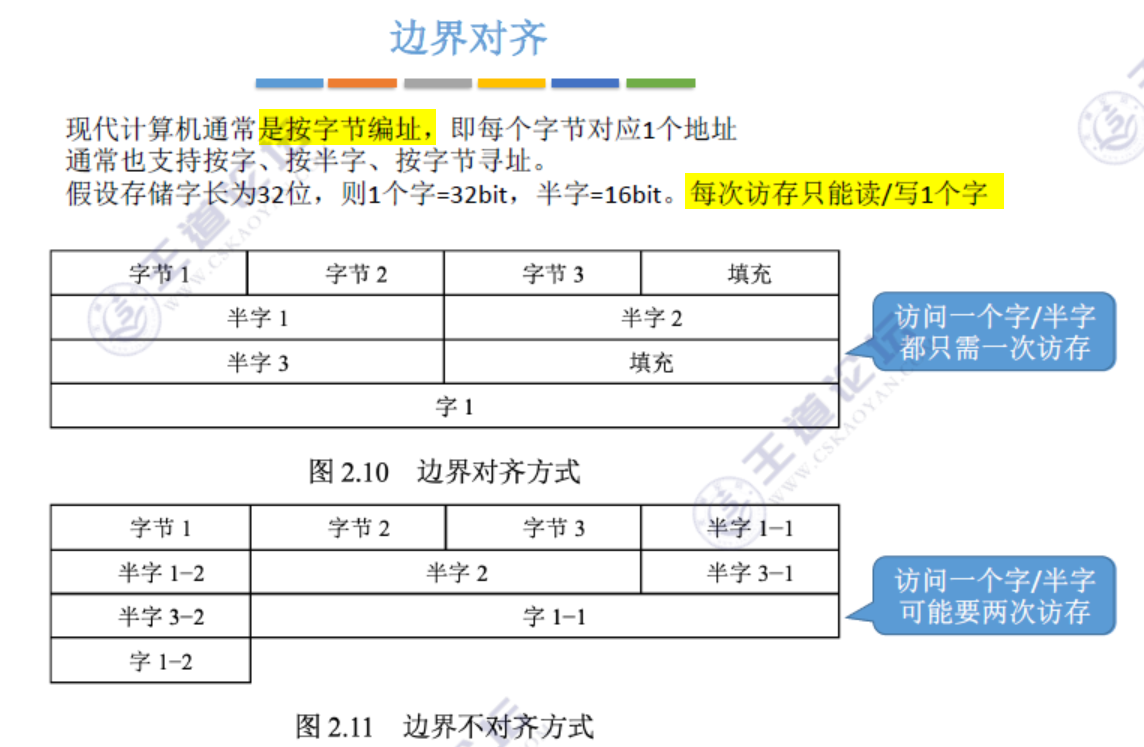 边界对齐
现代计算机通常是按字节编址，即每个字节对应1个地址
通常也支持按字、按半字、按字节寻址。
假设存储字长为32位，则1个字=32bit，半字=16bit。每次访存只能读/写1个字
字节 1 字节 2 字节 3 填充
半字 1 半字 2
半字 3 填充
字 1
访问一个字/半字
都只需一次访存
图 2.10 边界对齐方式
字节 1 字节 2 字节 3 半字 1−1
半字 1−2 半字 2 半字 3−1
半字 3−2 字 1−1
字 1−2
访问一个字/半字
可能要两次访存
图 2.11 边界不对齐方式
王道论坛
WWW.CSKAOYAN.COM